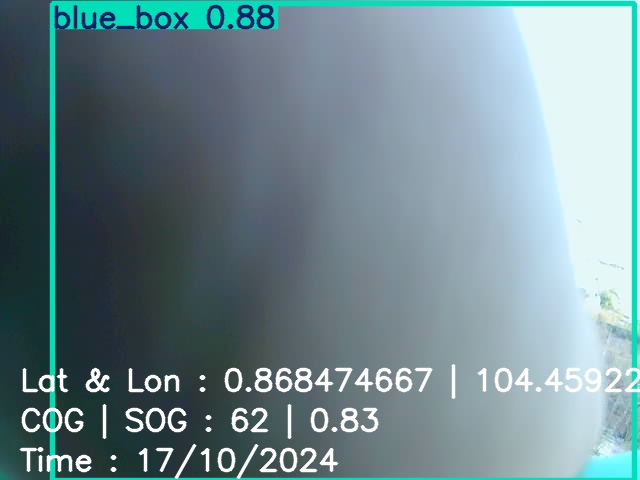 blue_box 0.88
Lat & Lon : 0.868474667 | 104.45922
COG | SOG : 62 | 0.83
Time : 17/10/2024